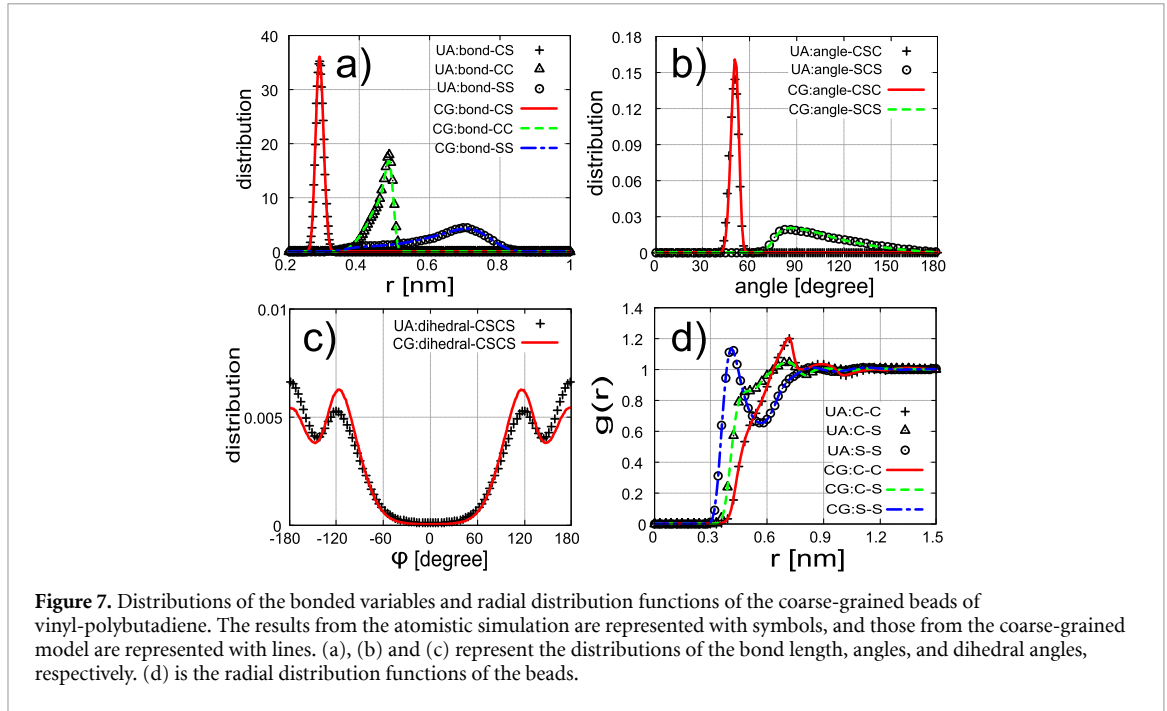 a)
UA:bond-CS
UA:bond-CC
UA:bond-SS
CG:bond-CS
CG:bond-CC
CG:bond-SS
distribution
40
30
20
10
0
0.2
0.4
0.6
0.8
1
r [nm]
b)
UA:angle-CSC
UA:angle-SCS
CG:angle-CSC
CG:angle-SCS
distribution
0.18
0.15
0.12
0.09
0.06
0.03
0
0
30
60
90
120
150
180
angle [degree]
c)
UA:dihedral-CSCS
CG:dihedral-CSCS
distribution
0.01
0.005
0
-180
-120
-60
0
60
120
180
φ [degree]
d)
UA:C-C
UA:C-S
UA:S-S
CG:C-C
CG:C-S
CG:S-S
g(r)
1.4
1.2
1.0
0.8
0.6
0.4
0.2
0
0
0.3
0.6
0.9
1.2
1.5
r [nm]
Figure 7. Distributions of the bonded variables and radial distribution functions of the coarse-grained beads of
vinyl-polybutadiene. The results from the atomistic simulation are represented with symbols, and those from the coarse-grained
model are represented with lines. (a), (b) and (c) represent the distributions of the bond length, angles, and dihedral angles,
respectively. (d) is the radial distribution functions of the beads.